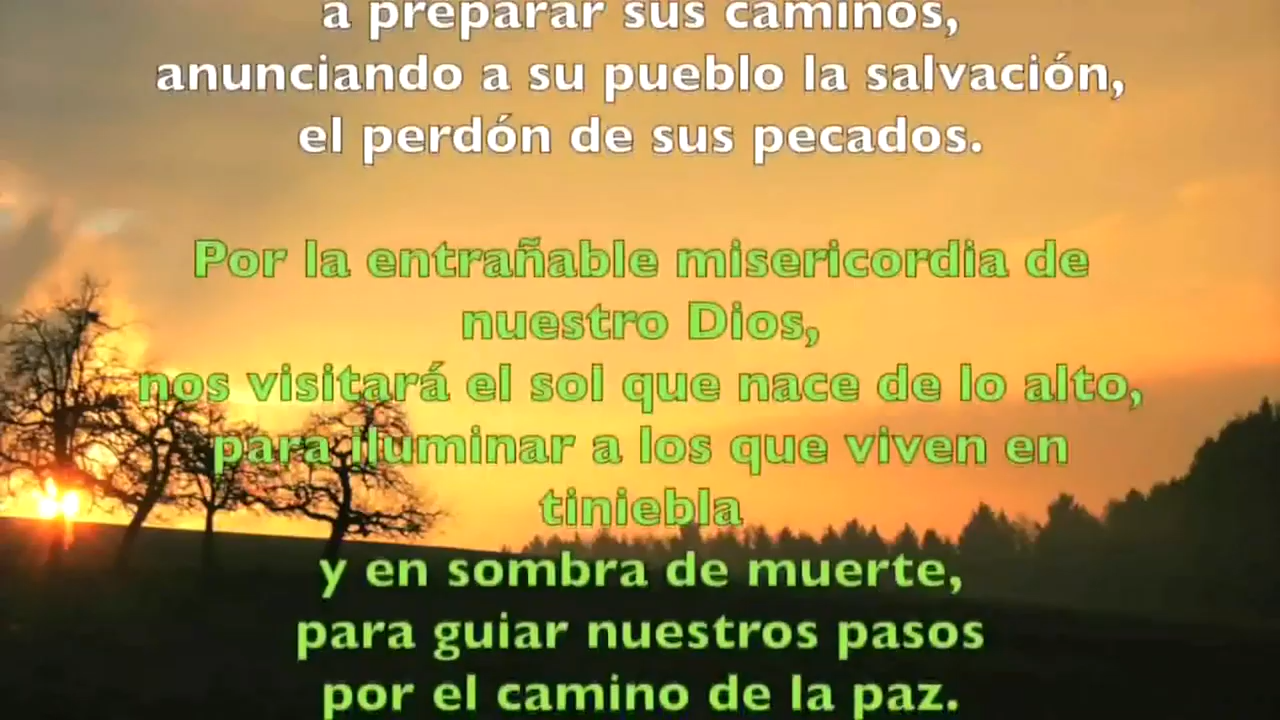 a preparar sus caminos,
anunciando a su pueblo la salvación,
el perdón de sus pecados.
Por la entrañable misericordia de
nuestro Dios,
nos visitará el sol que nace de lo alto,
para iluminar a los que viven en
tiniebla
y en sombra de muerte,
para guiar nuestros pasos
por el camino de la paz.